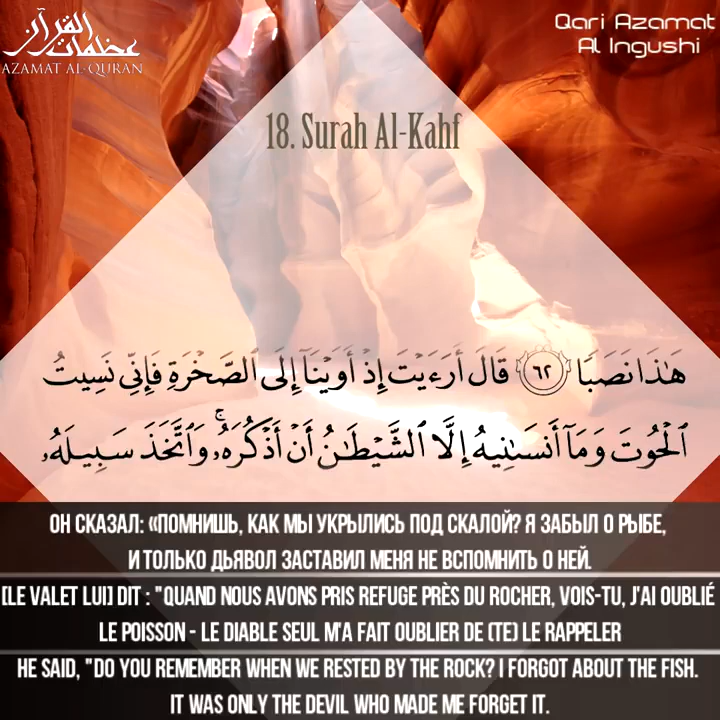 عظمات القرآن
AZAMAT AL-QURAN
Qari Azamat
Al Ingushi
18. Surah Al-Kahf
هَٰذَا نَصَبًا ٦٢ قَالَ أَرَءَيْتَ إِذْ أَوَيْنَآ إِلَى ٱلصَّخْرَةِ فَإِنِّي نَسِيتُ
ٱلْحُوتَ وَمَآ أَنسَىٰنِيهُ إِلَّا ٱلشَّيْطَٰنُ أَنْ أَذْكُرَهُۥ ۚ وَٱتَّخَذَ سَبِيلَهُۥ
ОН СКАЗАЛ: «ПОМНИШЬ, КАК МЫ УКРЫЛИСЬ ПОД СКАЛОЙ? Я ЗАБЫЛ О РЫБЕ,
И ТОЛЬКО ДЬЯВОЛ ЗАСТАВИЛ МЕНЯ НЕ ВСПОМНИТЬ О НЕЙ.
[LE VALET LUI] DIT : "QUAND NOUS AVONS PRIS REFUGE PRÈS DU ROCHER, VOIS-TU, J'AI OUBLIÉ
LE POISSON - LE DIABLE SEUL M'A FAIT OUBLIER DE (TE) LE RAPPELER
HE SAID, "DO YOU REMEMBER WHEN WE RESTED BY THE ROCK? I FORGOT ABOUT THE FISH.
IT WAS ONLY THE DEVIL WHO MADE ME FORGET IT.